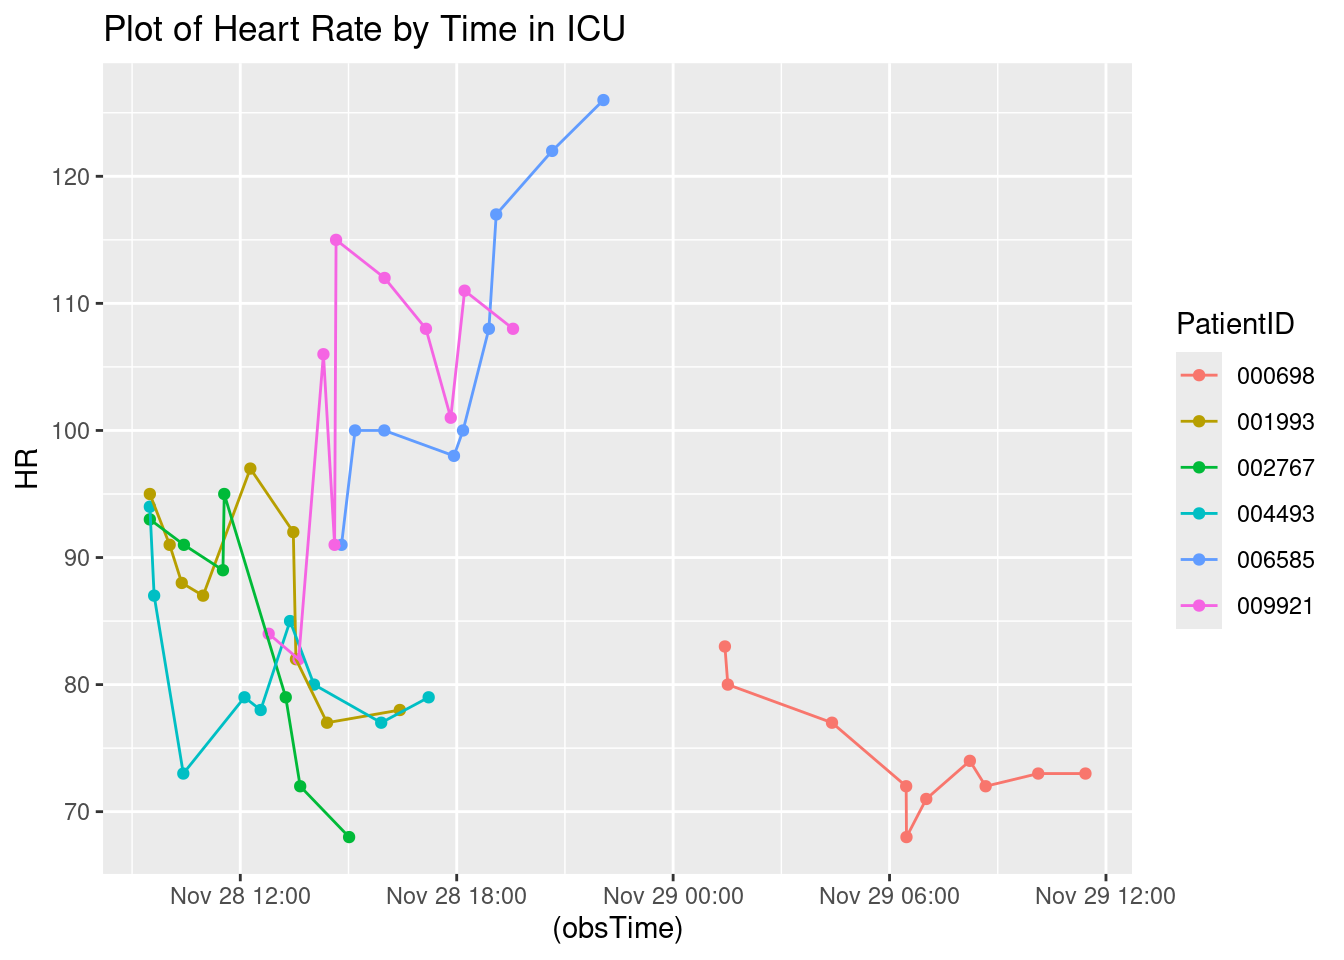 Plot of Heart Rate by Time in ICU
120
110
100
90
80
70
HR
Nov 28 12:00
Nov 28 18:00
Nov 29 00:00
Nov 29 06:00
Nov 29 12:00
(obsTime)
PatientID
000698
001993
002767
004493
006585
009921